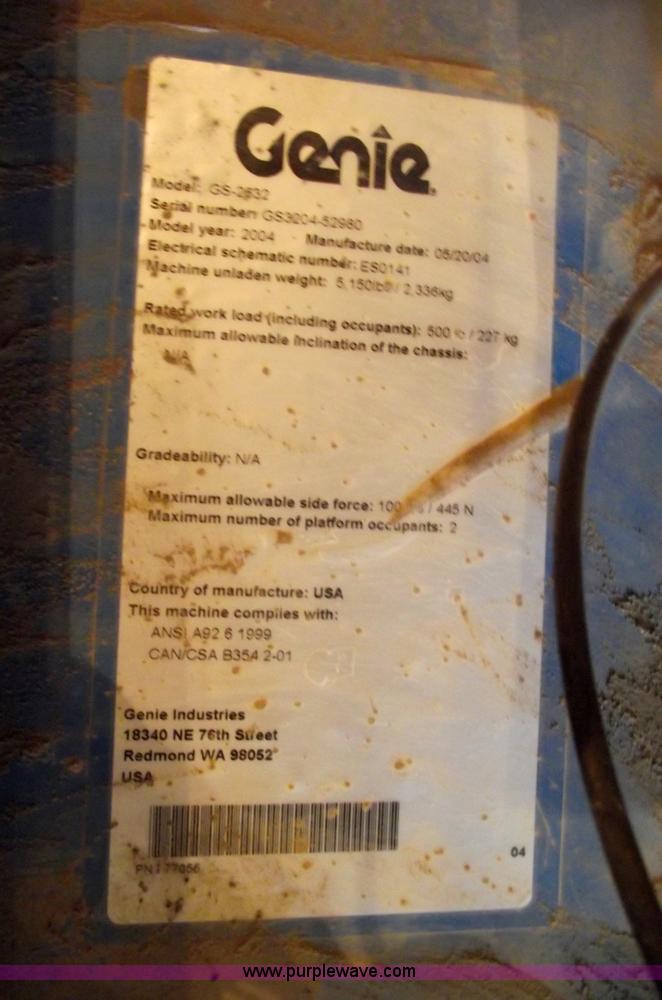 Genie
Model: GS-2632
Serial number: GS3204-52960
Model year: 2004 Manufacture date: 05/20/04
Electrical schematic number: ES0141
Machine unladen weight: 5,150lbs / 2,336kg
Rated work load (including occupants): 500 lb / 227 kg
Maximum allowable inclination of the chassis:
N/A
Gradeability: N/A
Maximum allowable side force: 100 / 445 N
Maximum number of platform occupants: 2
Country of manufacture: USA
This machine complies with:
ANSI A92.6 1999
CAN/CSA B354.2-01
Genie Industries
18340 NE 76th Street
Redmond WA 98052
USA
04
www.purplewave.com